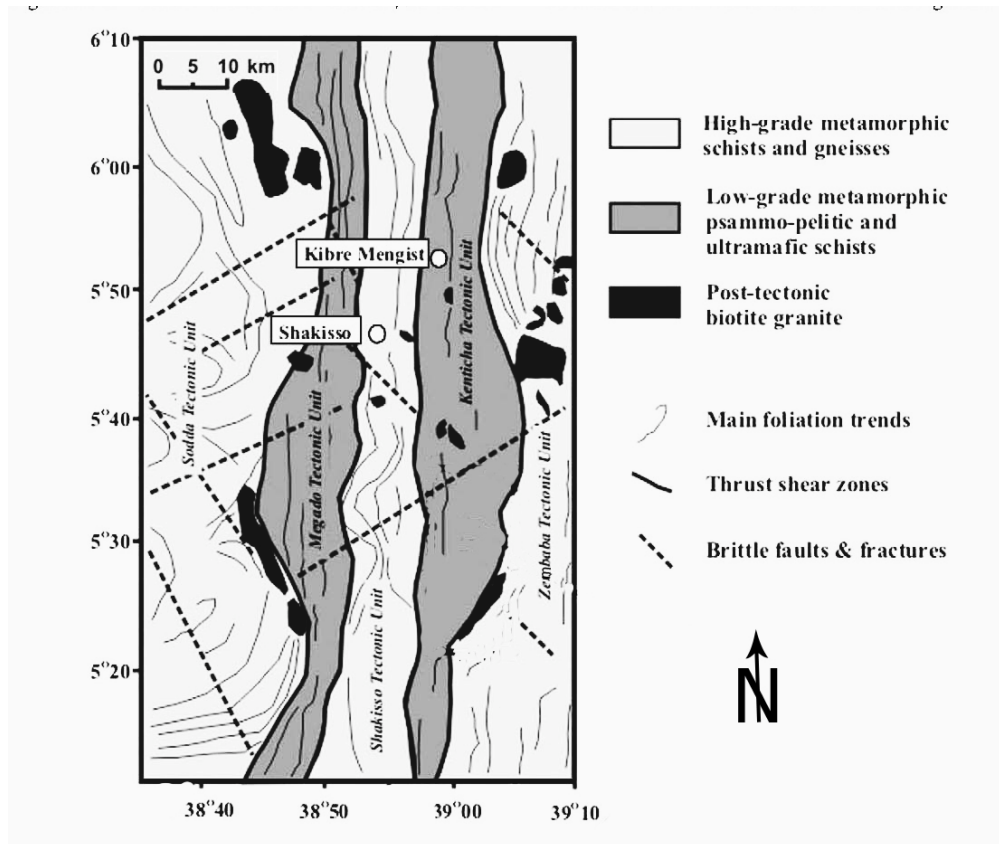 6°10
0 5 10 km
6°00
Kibre Mengist
5°50
Shakisso
5°40
5°30
5°20
38°40
38°50
39°00
39°10
Sodda Tectonic Unit
Megado Tectonic Unit
Shakisso Tectonic Unit
Kenticha Tectonic Unit
Zembaba Tectonic Unit
High-grade metamorphic
schists and gneisses
Low-grade metamorphic
psammo-pelitic and
ultramafic schists
Post-tectonic
biotite granite
Main foliation trends
Thrust shear zones
Brittle faults & fractures
N